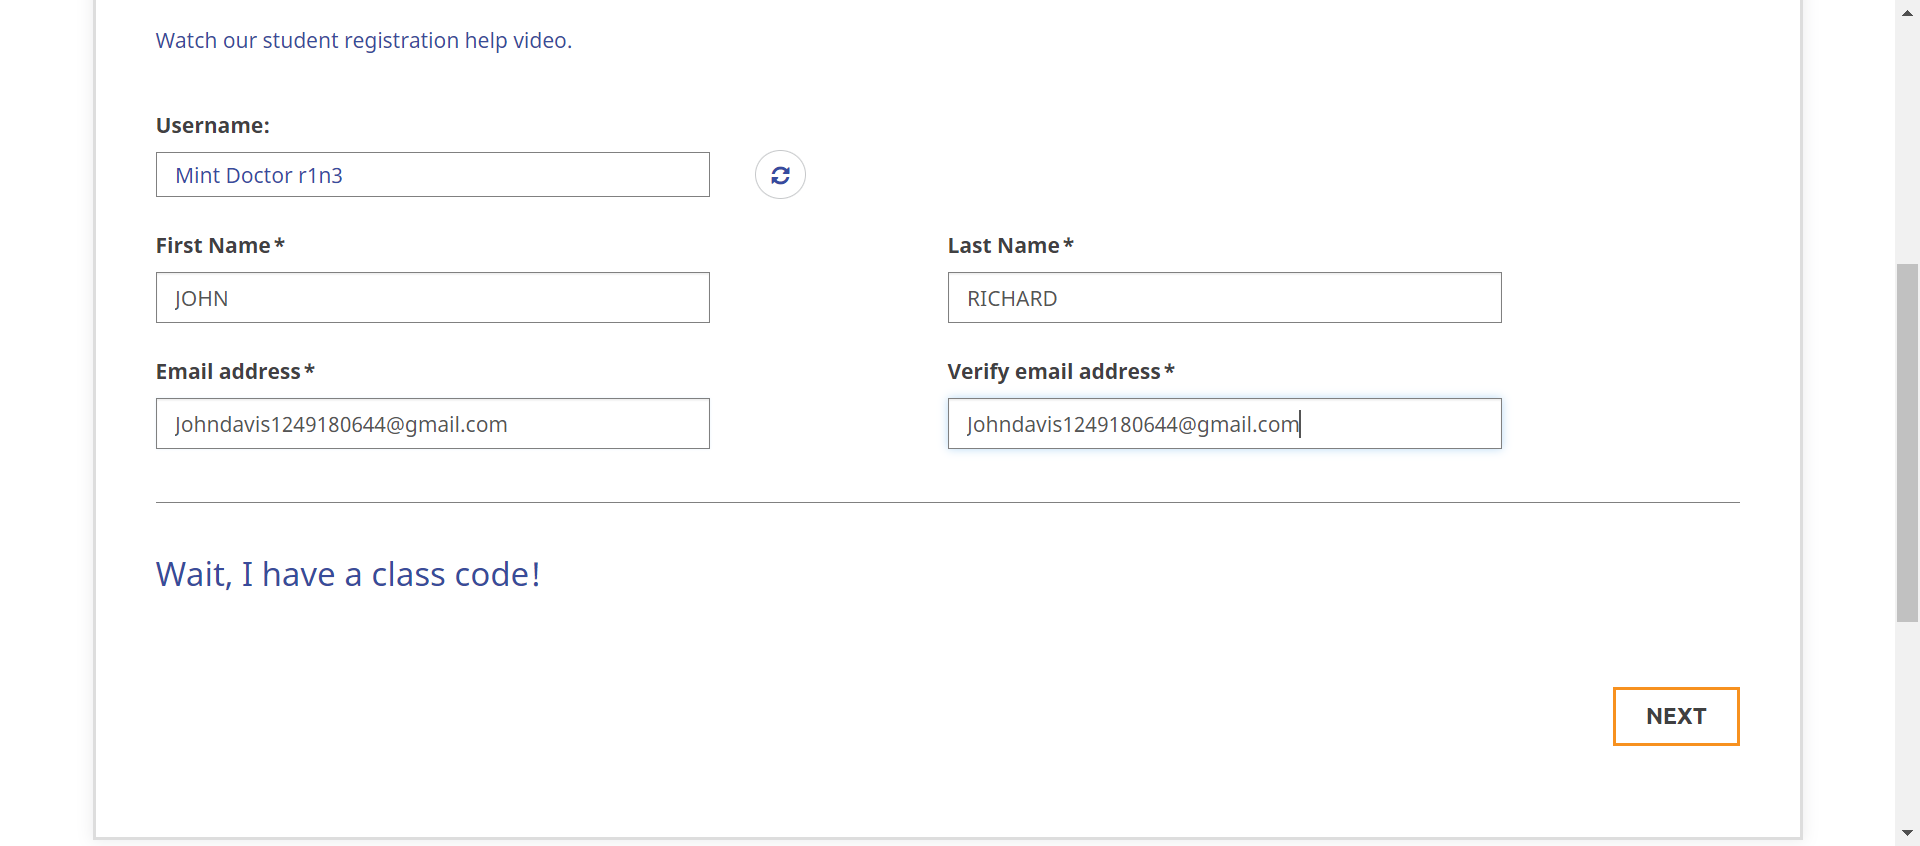 Watch our student registration help video.
Username:
Mint Doctor r1n3
First Name* Last Name*
JOHN RICHARD
Email address* Verify email address*
Johndavis1249180644@gmail.com Johndavis1249180644@gmail.com
Wait, I have a class code!
NEXT